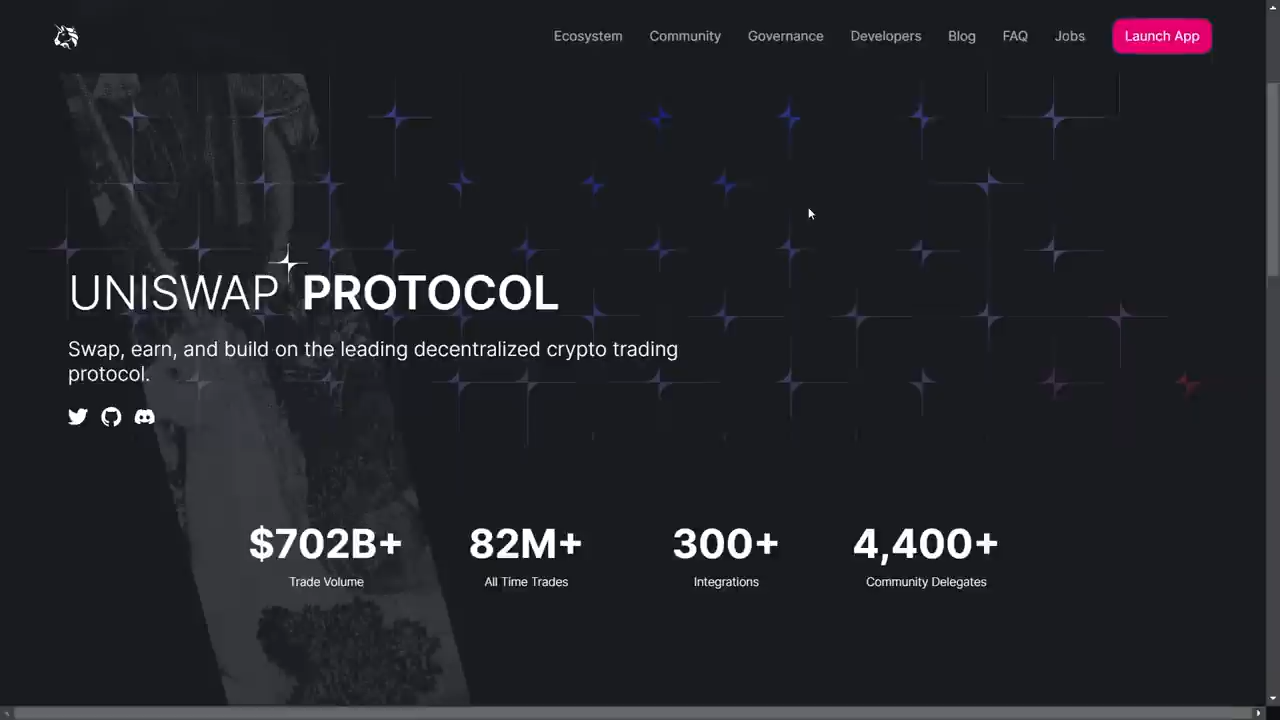 Ecosystem Community Governance Developers Blog FAQ Jobs Launch App
UNISWAP PROTOCOL
Swap, earn, and build on the leading decentralized crypto trading
protocol.
$702B+ 82M+ 300+ 4,400+
Trade Volume All Time Trades Integrations Community Delegates